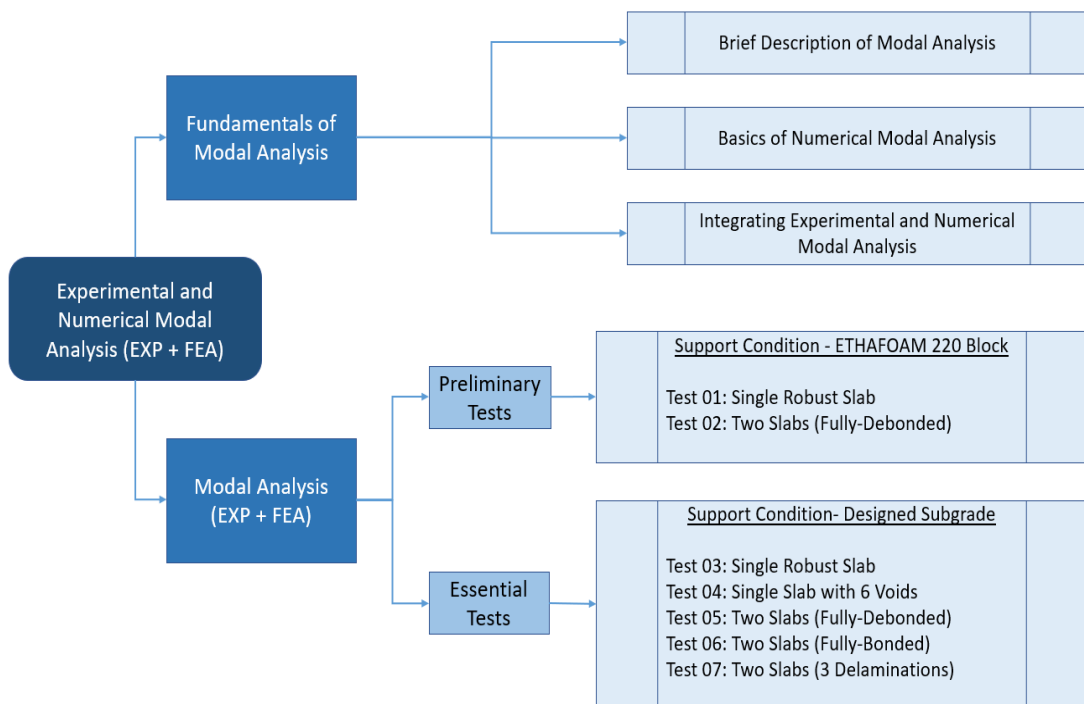 Experimental and
Numerical Modal
Analysis (EXP + FEA)
Fundamentals of
Modal Analysis
Brief Description of Modal Analysis
Basics of Numerical Modal Analysis
Integrating Experimental and Numerical
Modal Analysis
Modal Analysis
(EXP + FEA)
Preliminary
Tests
Support Condition - ETHAFOAM 220 Block
Test 01: Single Robust Slab
Test 02: Two Slabs (Fully-Debonded)
Essential
Tests
Support Condition- Designed Subgrade
Test 03: Single Robust Slab
Test 04: Single Slab with 6 Voids
Test 05: Two Slabs (Fully-Debonded)
Test 06: Two Slabs (Fully-Bonded)
Test 07: Two Slabs (3 Delaminations)